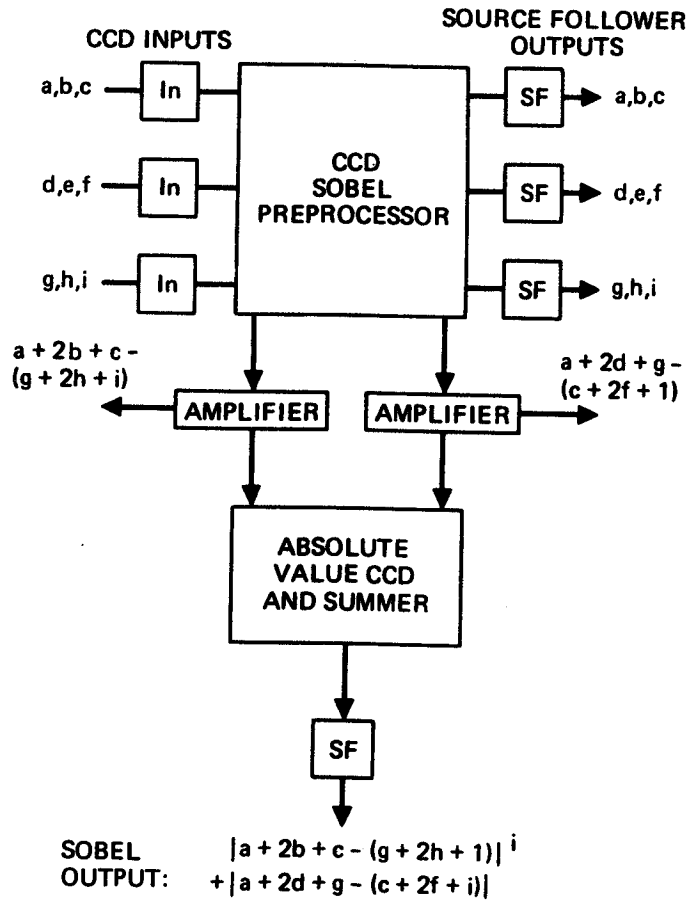 CCD INPUTS
SOURCE FOLLOWER
OUTPUTS
a,b,c
In
SF
a,b,c
d,e,f
In
CCD
SOBEL
PREPROCESSOR
SF
d,e,f
g,h,i
In
SF
g,h,i
a + 2b + c -
(g + 2h + i)
AMPLIFIER
AMPLIFIER
a + 2d + g -
(c + 2f + 1)
ABSOLUTE
VALUE CCD
AND SUMMER
SF
SOBEL
OUTPUT:
|a + 2b + c - (g + 2h + 1)| i
+ |a + 2d + g - (c + 2f + i)|